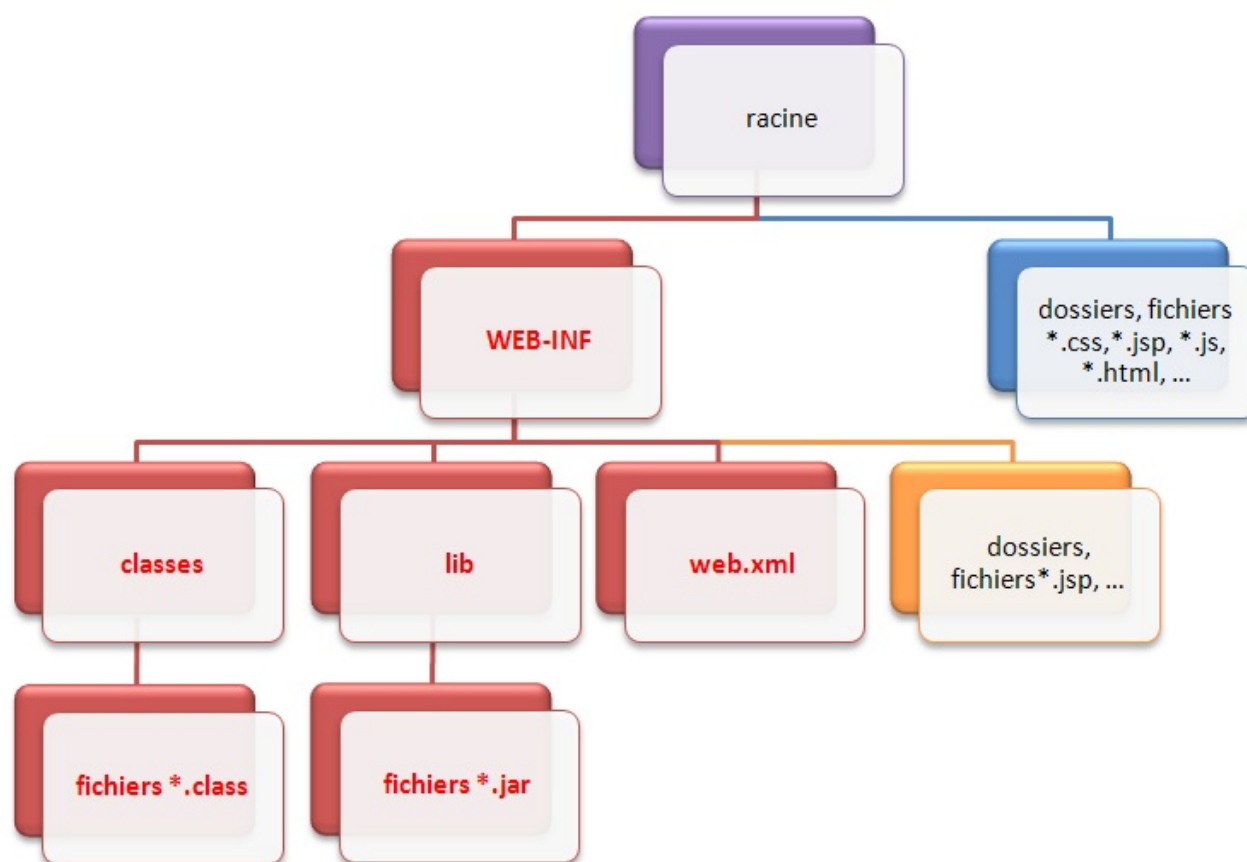 racine
WEB-INF
dossiers, fichiers
*.css,*.jsp, *.js,
*.html, ...
classes
lib
web.xml
dossiers,
fichiers*.jsp, ...
fichiers *.class
fichiers *.jar